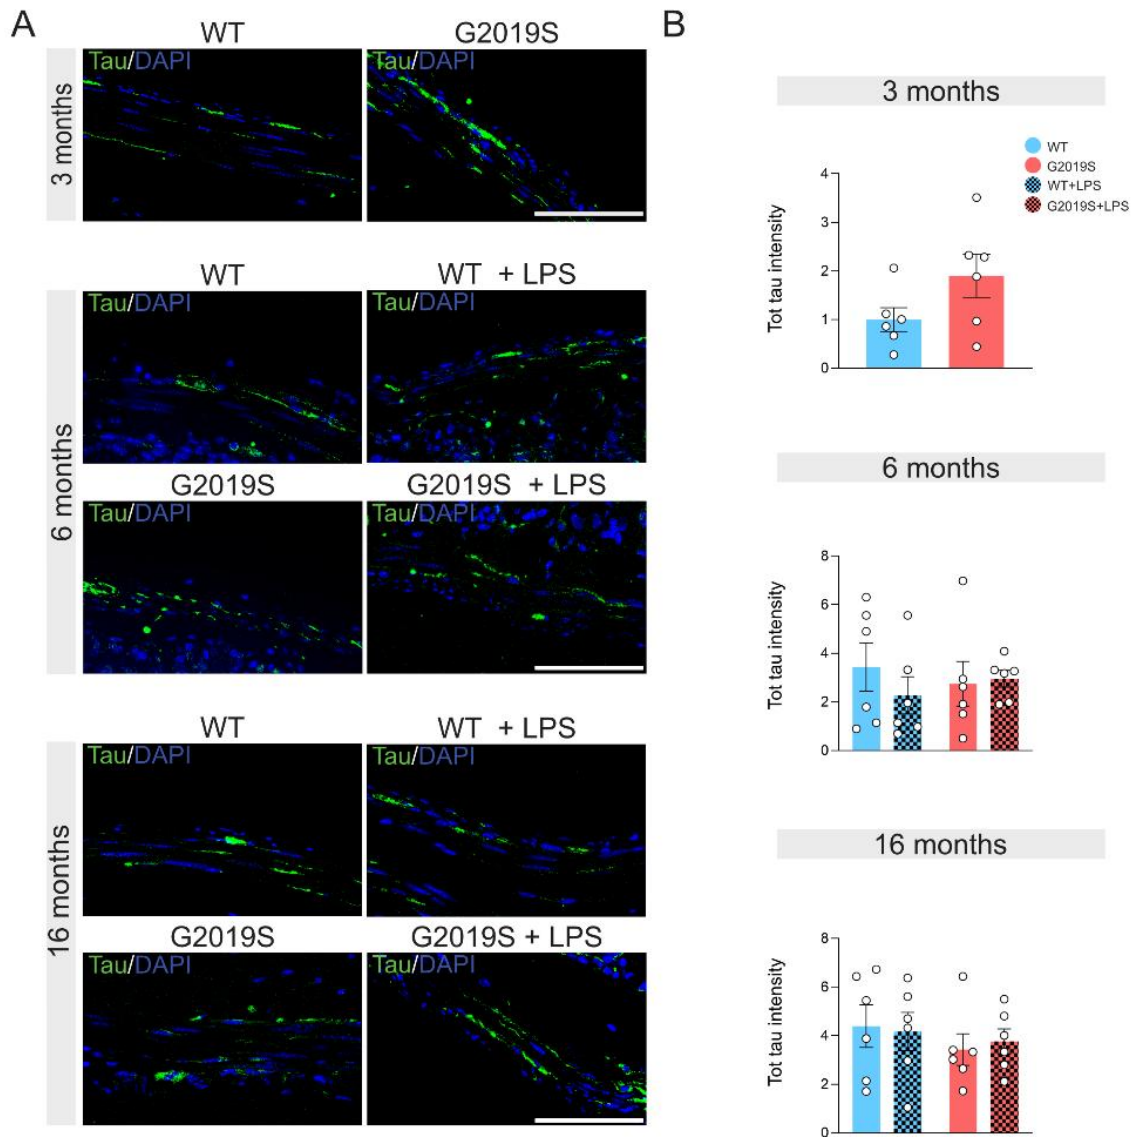 A
WT
G2019S
3 months
Tau/DAPI
Tau/DAPI
WT
WT + LPS
6 months
Tau/DAPI
Tau/DAPI
G2019S
G2019S + LPS
Tau/DAPI
Tau/DAPI
WT
WT + LPS
16 months
Tau/DAPI
Tau/DAPI
G2019S
G2019S + LPS
Tau/DAPI
Tau/DAPI
B
3 months
WT
G2019S
WT+LPS
G2019S+LPS
Tot tau intensity
4
3
2
1
0
6 months
Tot tau intensity
8
6
4
2
0
16 months
Tot tau intensity
8
6
4
2
0